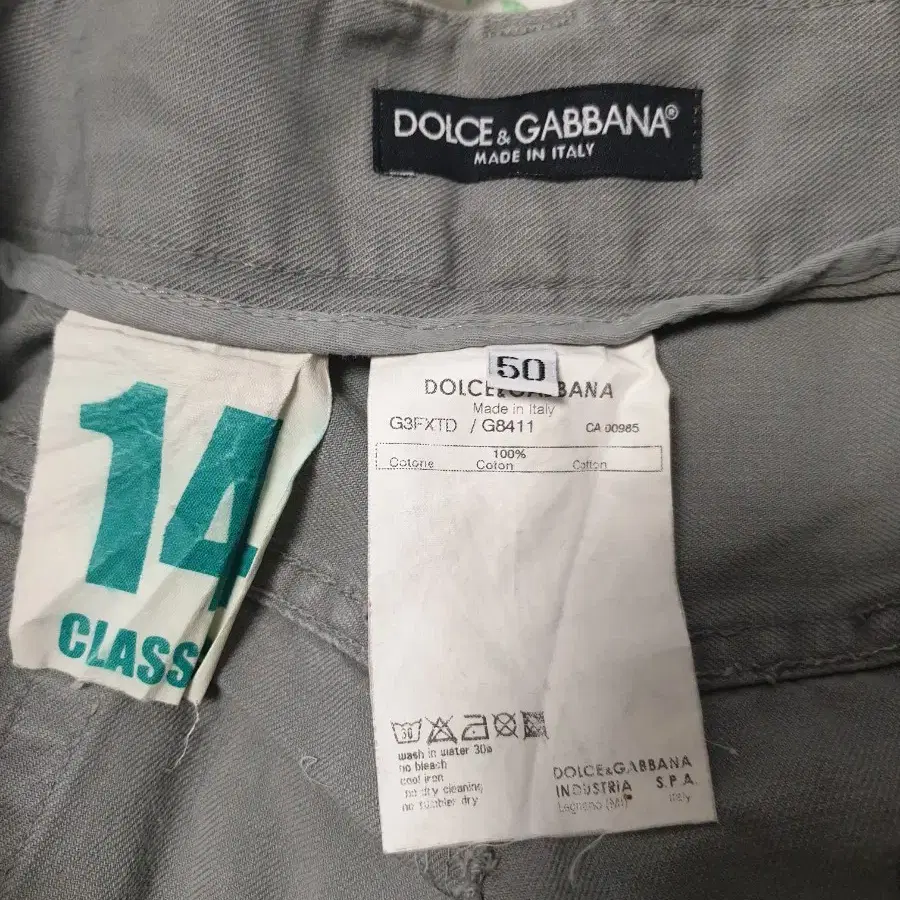 DOLCE & GABBANA®
MADE IN ITALY
14
CLASS
50
DOLCE&GABBANA
Made in Italy
G3FXTD / G8411 CA 00985
100%
Cotone Coton Cotton
30
wash in water 30°
no bleach
cool iron
no dry cleaning
no tumbler dry
DOLCE&GABBANA
INDUSTRIA S.P.A.
Legnano (MI) Italy